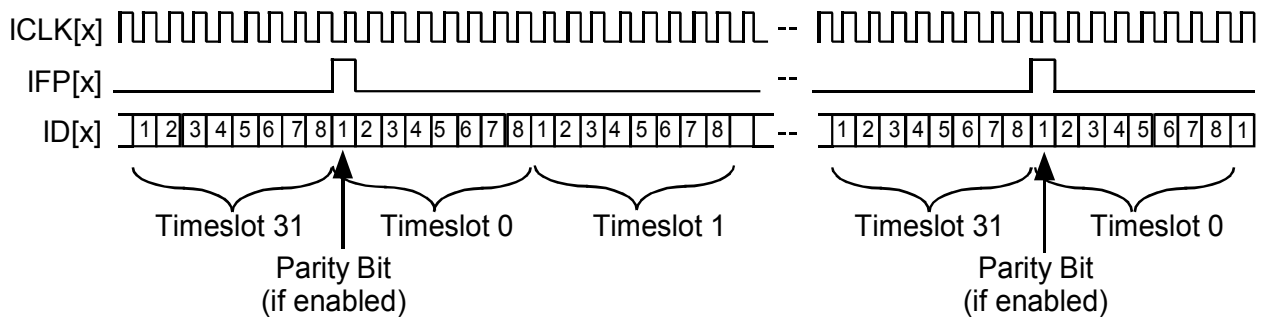 ICLK[x] --
IFP[x] --
ID[x] 1 2 3 4 5 6 7 8 1 2 3 4 5 6 7 8 1 2 3 4 5 6 7 8 -- 1 2 3 4 5 6 7 8 1 2 3 4 5 6 7 8 1
Timeslot 31 Timeslot 0 Timeslot 1 Timeslot 31 Timeslot 0
Parity Bit Parity Bit
(if enabled) (if enabled)